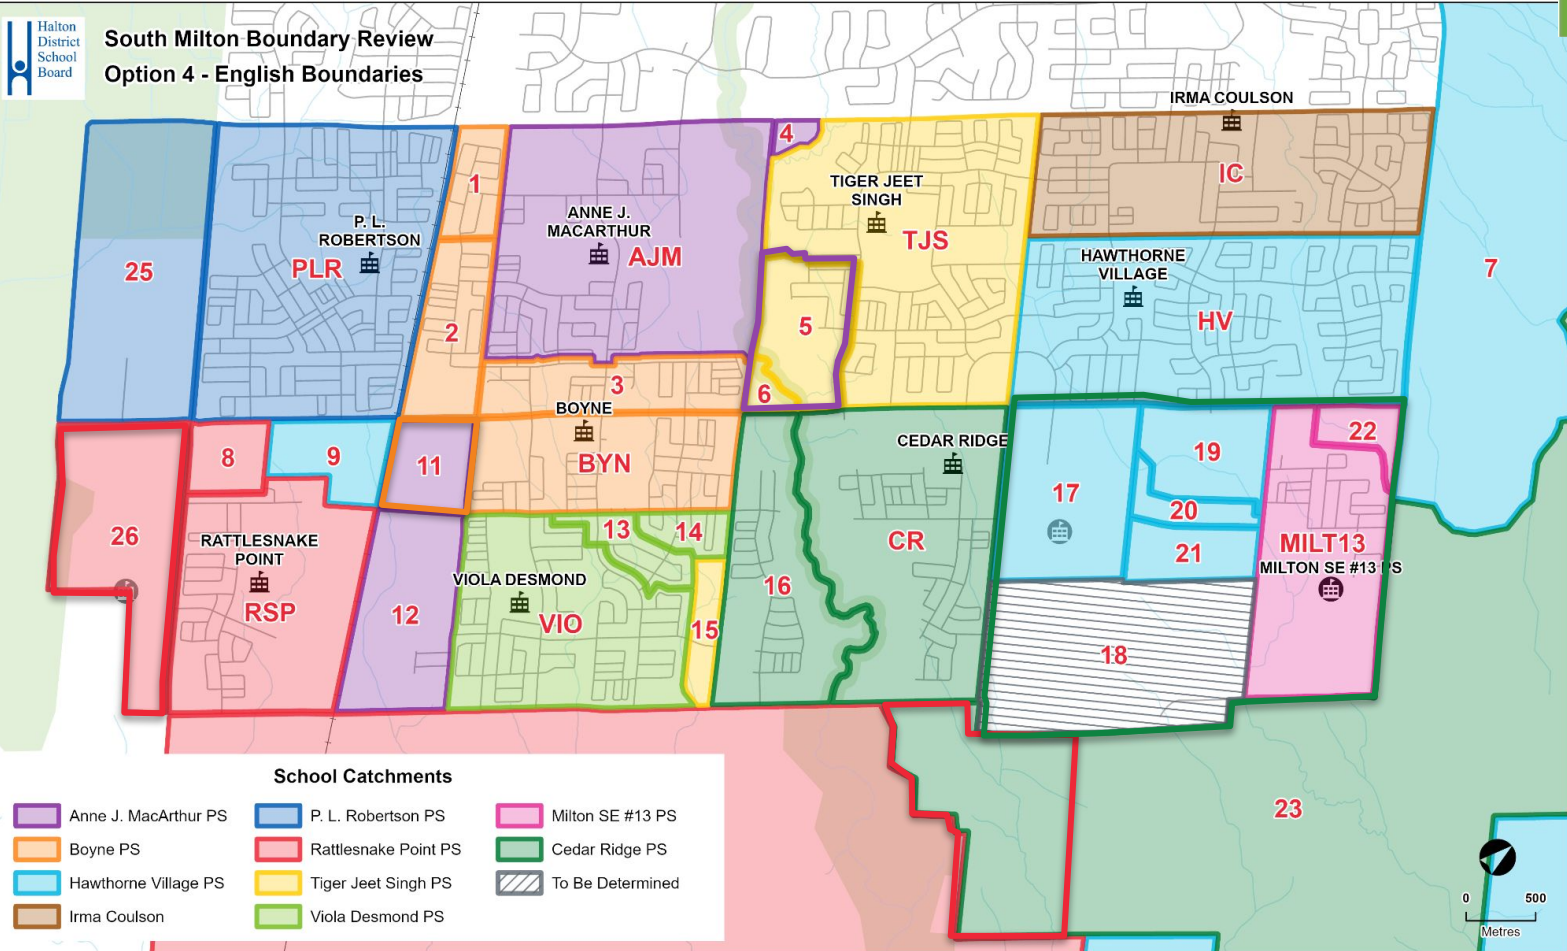 Halton
District
School
Board
South Milton Boundary Review
Option 4 - English Boundaries
IRMA COULSON
4
IC
1
TIGER JEET
SINGH
TJS
ANNE J.
MACARTHUR
AJM
P. L.
ROBERTSON
PLR
25
HAWTHORNE
VILLAGE
HV
7
2
5
3
6
BOYNE
BYN
CEDAR RIDGE
22
8
9
11
19
17
20
21
MILT13
MILTON SE #13 PS
26
RATTLESNAKE
POINT
RSP
13
14
CR
VIOLA DESMOND
VIO
16
12
15
18
23
School Catchments
Anne J. MacArthur PS
Boyne PS
Hawthorne Village PS
Irma Coulson
P. L. Robertson PS
Rattlesnake Point PS
Tiger Jeet Singh PS
Viola Desmond PS
Milton SE #13 PS
Cedar Ridge PS
To Be Determined
0 500
Metres